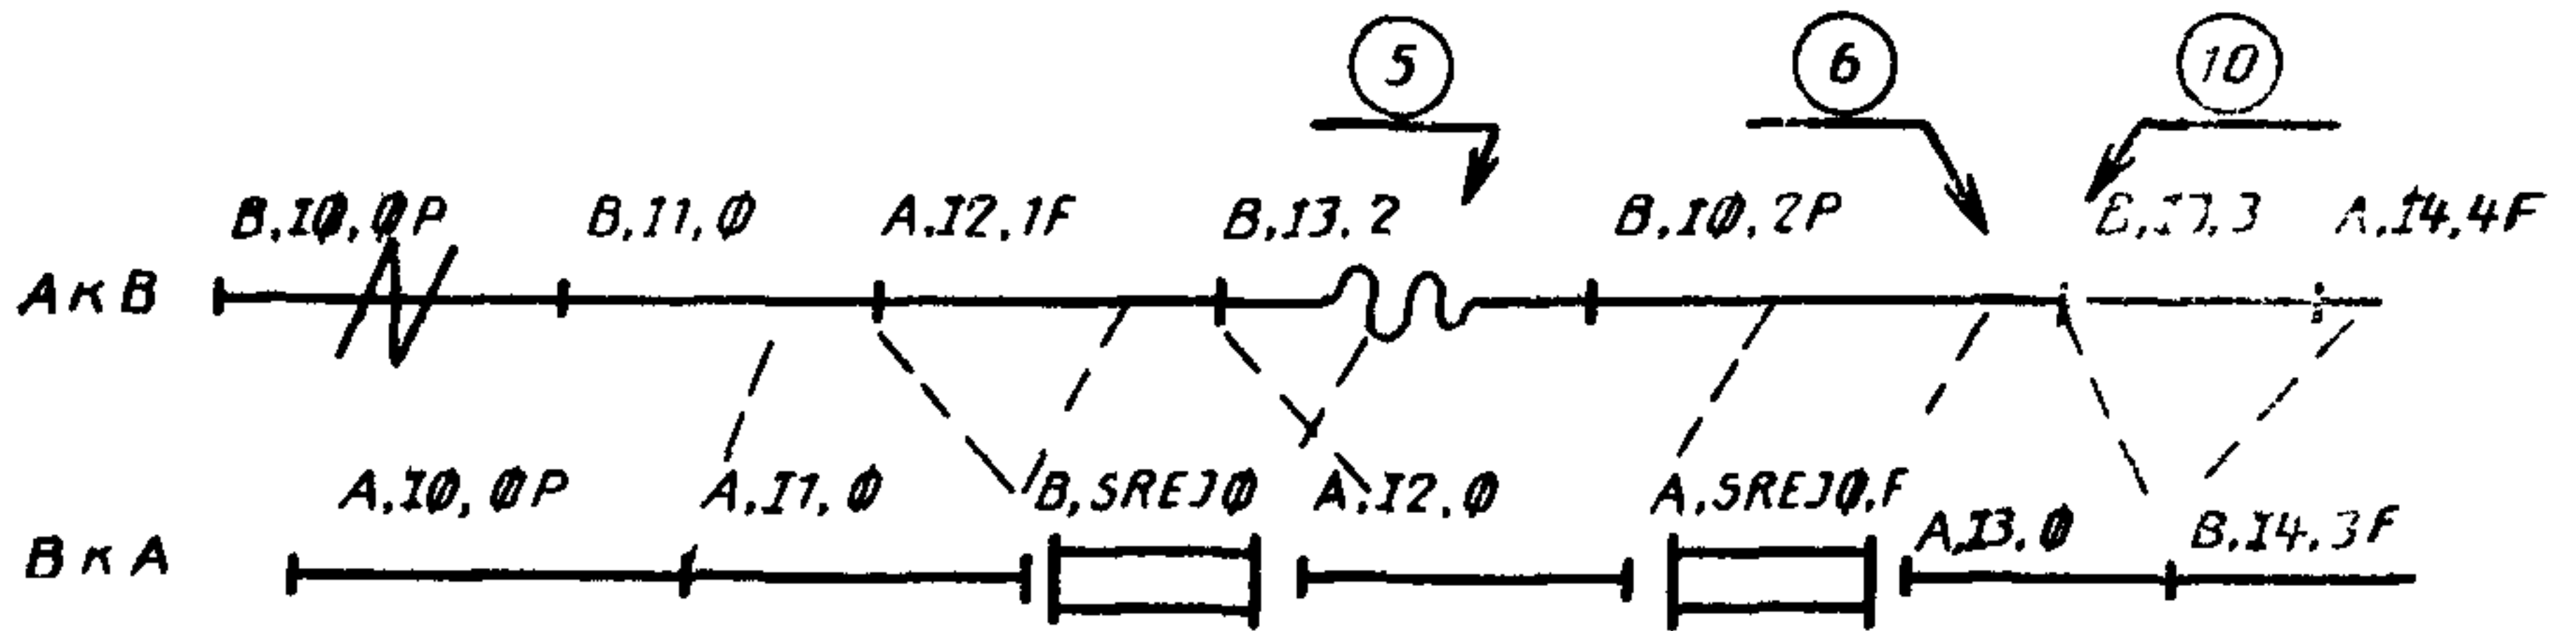 5 6 10
B,I0,0P B,I1,0 A,I2,1F B,I3,2 B,I0,2P 3 A,I4,4F
А к В
A,I0,0P A,I1,0 B,SREJ0 A,I2,0 A,SREJ0,F A,I3,0 B,I4,3F
В к А